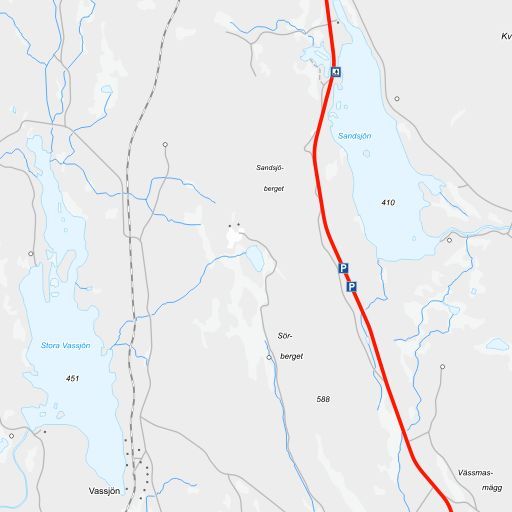 Kv
Sandsjön
Sandsjö-
berget
410
P
P
Stora Vassjön
Sör-
berget
451
588
Vässmas-
mägg
Vassjön